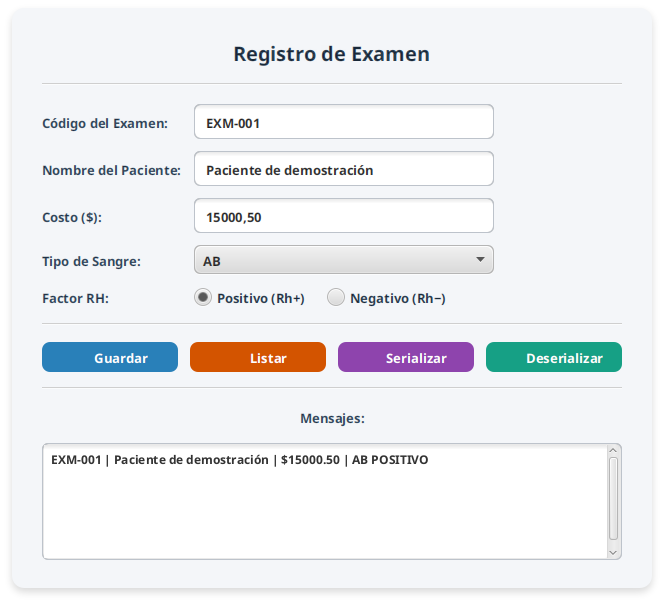 Registro de Examen
Código del Examen: EXM-001
Nombre del Paciente: Paciente de demostración
Costo ($): 15000,50
Tipo de Sangre: AB
Factor RH: Positivo (Rh+) Negativo (Rh−)
Guardar Listar Serializar Deserializar
Mensajes:
EXM-001 | Paciente de demostración | $15000.50 | AB POSITIVO